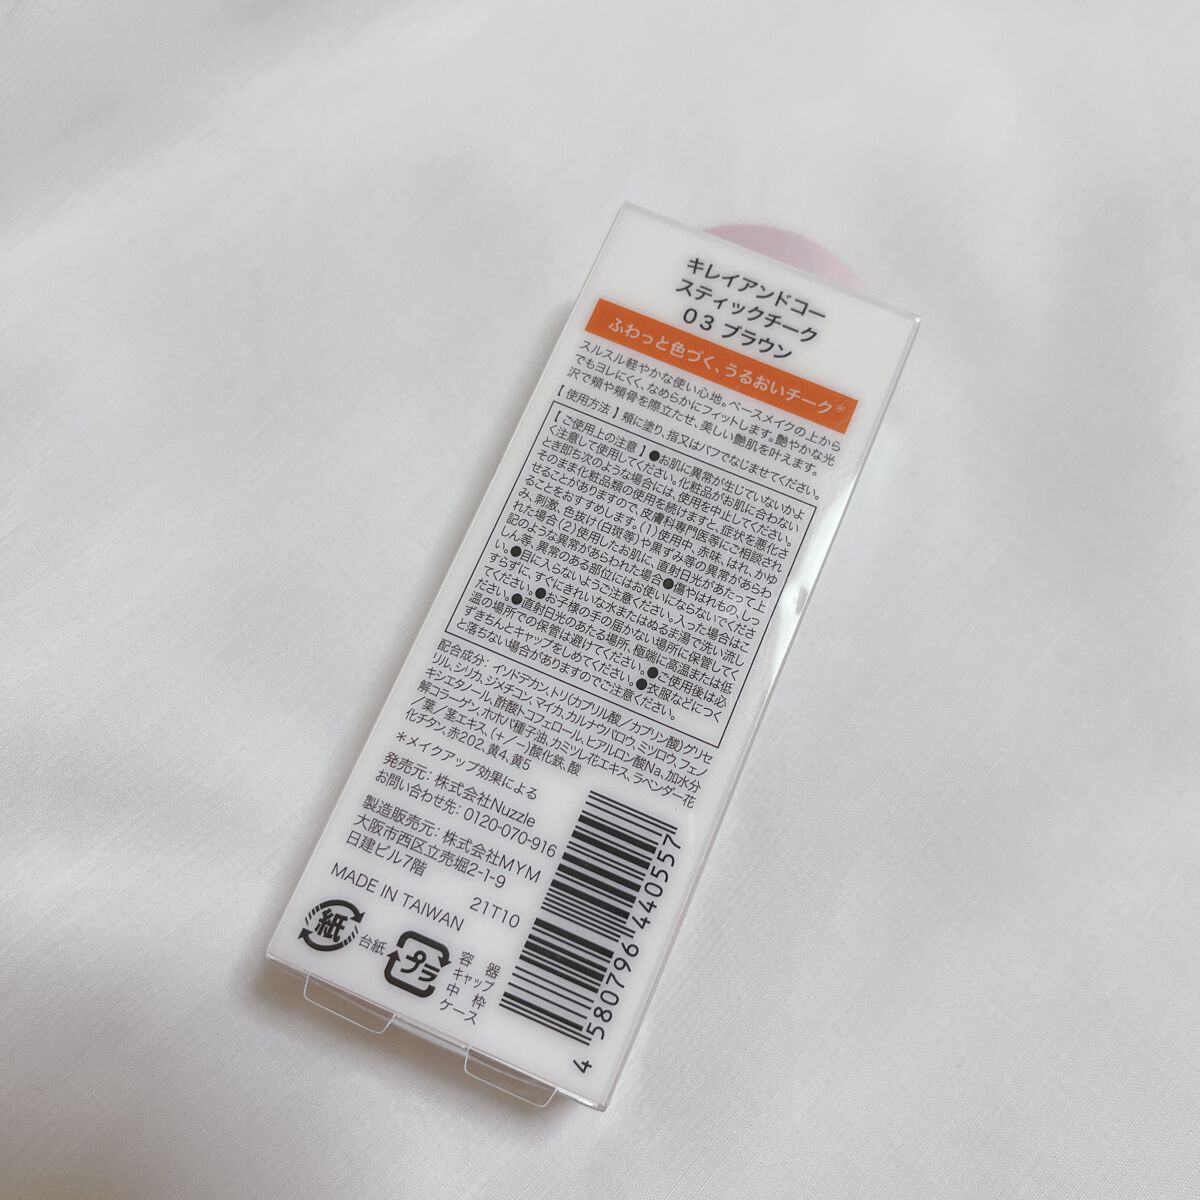 キレイアンドコー
スティックチーク
03 ブラウン
ふわっと色づく、うるおいチーク*
スルスル軽やかな使い心地。ベースメイクの上から
でもヨレにくく、なめらかにフィットします。艶やかな光
沢で頬や頬骨を際立たせ、美しい艶肌を叶えます。
【使用方法】頬に塗り、指又はパフでなじませてください。
【ご使用上の注意】●お肌に異常が生じていないかよ
く注意して使用してください。化粧品がお肌に合わない
とき即ち次のような場合には、使用を中止してください。
そのまま化粧品類の使用を続けますと、症状を悪化さ
せることがありますので、皮膚科専門医等にご相談され
ることをおすすめします。(1)使用中、赤味、はれ、かゆ
み、刺激、色抜け(白斑等)や黒ずみ等の異常があらわ
れた場合(2)使用したお肌に、直射日光があたって上
記のような異常があらわれた場合●傷やはれもの、しっ
しん等、異常のある部位にはお使いにならないでくださ
い。●目に入らないようご注意ください。入った場合はこ
すらずに、すぐにきれいな水またはぬるま湯で洗い流し
てください。●お子様の手の届かない場所に保管してく
ださい。●直射日光のあたる場所、極端に高温または低
温の場所での保管は避けてください。●ご使用後は必
ずきちんとキャップをしめてください。●衣服などにつく
と落ちない場合がありますのでご注意ください。
配合成分：イソドデカン、トリ(カプリル酸／カプリン酸)グリセ
リル、シリカ、ジメチコン、マイカ、カルナウバロウ、ミツロウ、フェノ
キシエタノール、酢酸トコフェロール、ヒアルロン酸Na、加水分
解コラーゲン、ホホバ種子油、カミツレ花エキス、ラベンダー花
／葉／茎エキス、(+/−)酸化鉄、酸
化チタン、赤202、黄4、黄5
*メイクアップ効果による
発売元：株式会社Nuzzle
お問い合わせ先：0120-070-916
製造販売元：株式会社MYM
大阪市西区立売堀2-1-9
日建ビル7階
MADE IN TAIWAN 21T10
紙
台紙
プラ
容器
キャップ
中枠
ケース
4 580796 440557